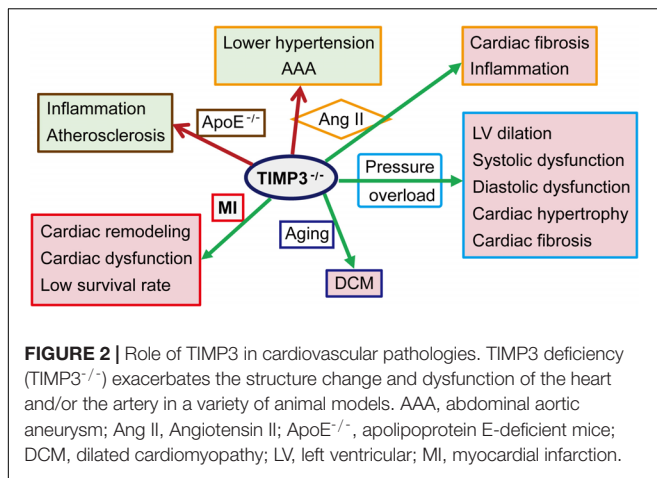 Lower hypertension
AAA
Cardiac fibrosis
Inflammation
Inflammation
Atherosclerosis
ApoE⁻/⁻
Ang II
TIMP3⁻/⁻
Pressure
overload
LV dilation
Systolic dysfunction
Diastolic dysfunction
Cardiac hypertrophy
Cardiac fibrosis
MI
Aging
Cardiac remodeling
Cardiac dysfunction
Low survival rate
DCM
FIGURE 2 | Role of TIMP3 in cardiovascular pathologies. TIMP3 deficiency
(TIMP3⁻/⁻) exacerbates the structure change and dysfunction of the heart
and/or the artery in a variety of animal models. AAA, abdominal aortic
aneurysm; Ang II, Angiotensin II; ApoE⁻/⁻, apolipoprotein E-deficient mice;
DCM, dilated cardiomyopathy; LV, left ventricular; MI, myocardial infarction.